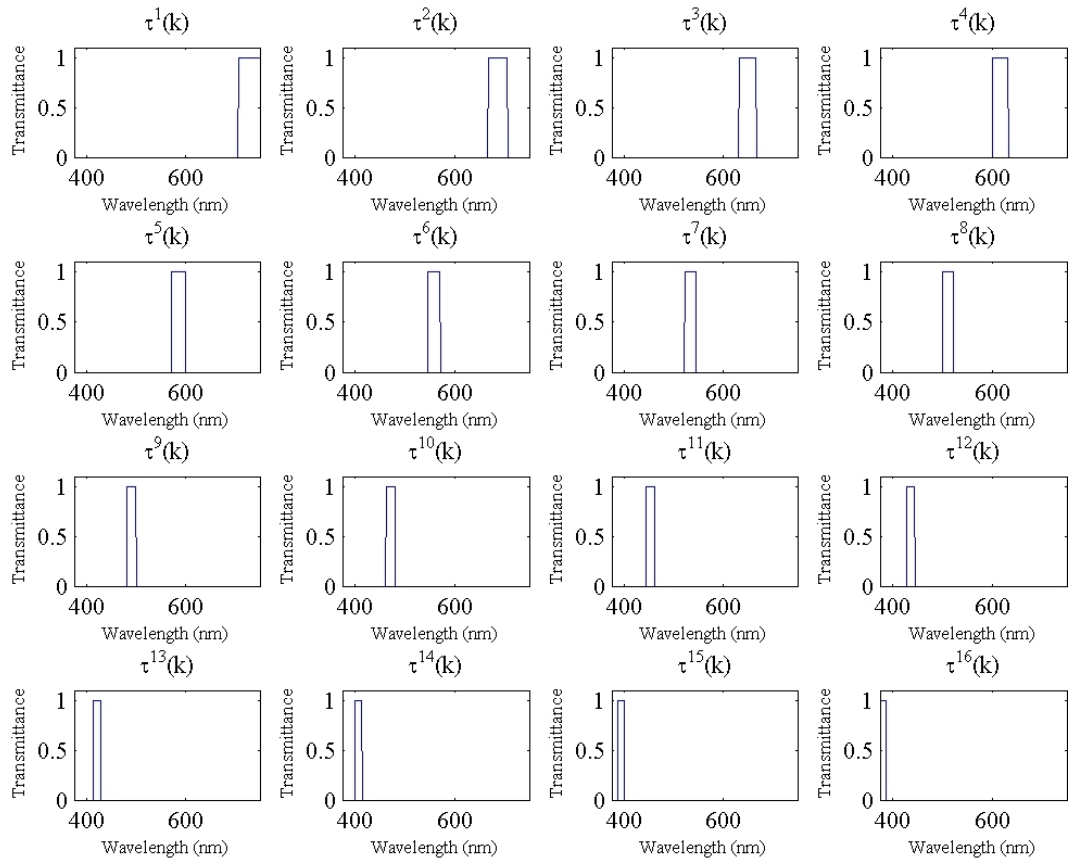 τ¹(k) τ²(k) τ³(k) τ⁴(k)
Transmittance 1 0.5 0 Transmittance 1 0.5 0 Transmittance 1 0.5 0 Transmittance 1 0.5 0
400 600 400 600 400 600 400 600
Wavelength (nm) Wavelength (nm) Wavelength (nm) Wavelength (nm)
τ⁵(k) τ⁶(k) τ⁷(k) τ⁸(k)
Transmittance 1 0.5 0 Transmittance 1 0.5 0 Transmittance 1 0.5 0 Transmittance 1 0.5 0
400 600 400 600 400 600 400 600
Wavelength (nm) Wavelength (nm) Wavelength (nm) Wavelength (nm)
τ⁹(k) τ¹⁰(k) τ¹¹(k) τ¹²(k)
Transmittance 1 0.5 0 Transmittance 1 0.5 0 Transmittance 1 0.5 0 Transmittance 1 0.5 0
400 600 400 600 400 600 400 600
Wavelength (nm) Wavelength (nm) Wavelength (nm) Wavelength (nm)
τ¹³(k) τ¹⁴(k) τ¹⁵(k) τ¹⁶(k)
Transmittance 1 0.5 0 Transmittance 1 0.5 0 Transmittance 1 0.5 0 Transmittance 1 0.5 0
400 600 400 600 400 600 400 600
Wavelength (nm) Wavelength (nm) Wavelength (nm) Wavelength (nm)